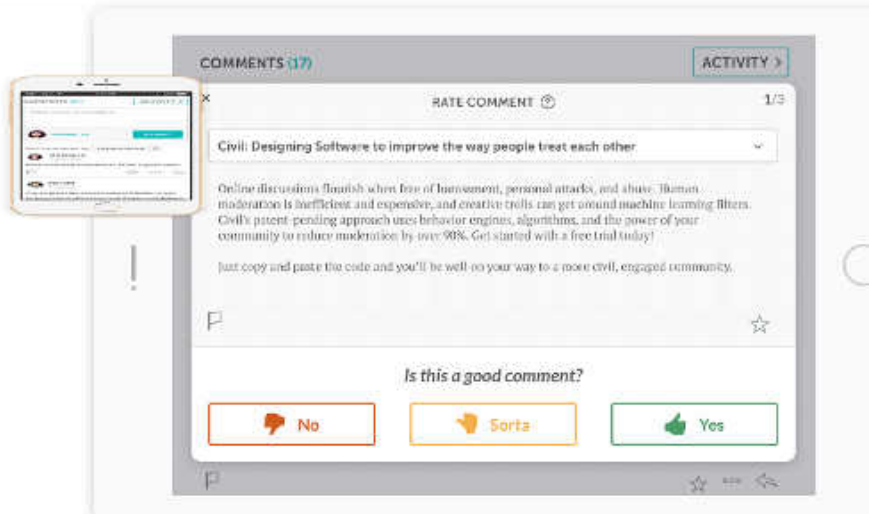 COMMENTS (17)
ACTIVITY >
×
RATE COMMENT ?
1/3
Civil: Designing Software to improve the way people treat each other
Online discussions flourish when free of harassment, personal attacks, and abuse. Human
moderation is inefficient and expensive, and creative trolls can get around machine learning filters.
Civil's patent-pending approach uses behavior engines, algorithms, and the power of your
community to reduce moderation by over 90%. Get started with a free trial today!
Just copy and paste the code and you'll be well on your way to a more civil, engaged community.
Is this a good comment?
No
Sorta
Yes